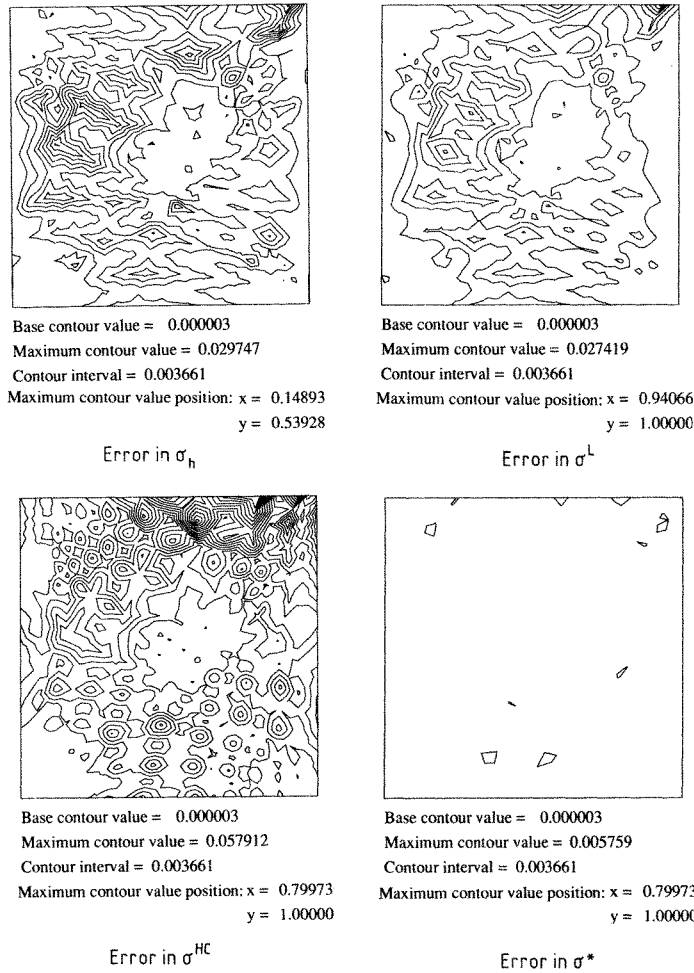 Base contour value = 0.000003
Maximum contour value = 0.029747
Contour interval = 0.003661
Maximum contour value position: x = 0.14893
y = 0.53928
Error in σh
Base contour value = 0.000003
Maximum contour value = 0.027419
Contour interval = 0.003661
Maximum contour value position: x = 0.94066
y = 1.00000
Error in σL
Base contour value = 0.000003
Maximum contour value = 0.057912
Contour interval = 0.003661
Maximum contour value position: x = 0.79973
y = 1.00000
Error in σHC
Base contour value = 0.000003
Maximum contour value = 0.005759
Contour interval = 0.003661
Maximum contour value position: x = 0.79973
y = 1.00000
Error in σ*